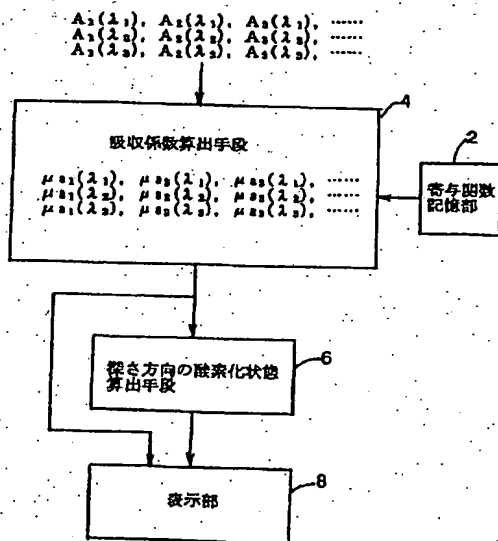 A₁(λ₁), A₂(λ₁), A₃(λ₁), ……
A₁(λ₂), A₂(λ₂), A₃(λ₂), ……
A₁(λ₃), A₂(λ₃), A₃(λ₃), ……
4
吸収係数算出手段
μa₁(λ₁), μa₂(λ₁), μa₃(λ₁), ……
μa₁(λ₂), μa₂(λ₂), μa₃(λ₂), ……
μa₁(λ₃), μa₂(λ₃), μa₃(λ₃), ……
2
寄与関数
記憶部
6
深さ方向の酸素化状態
算出手段
8
表示部